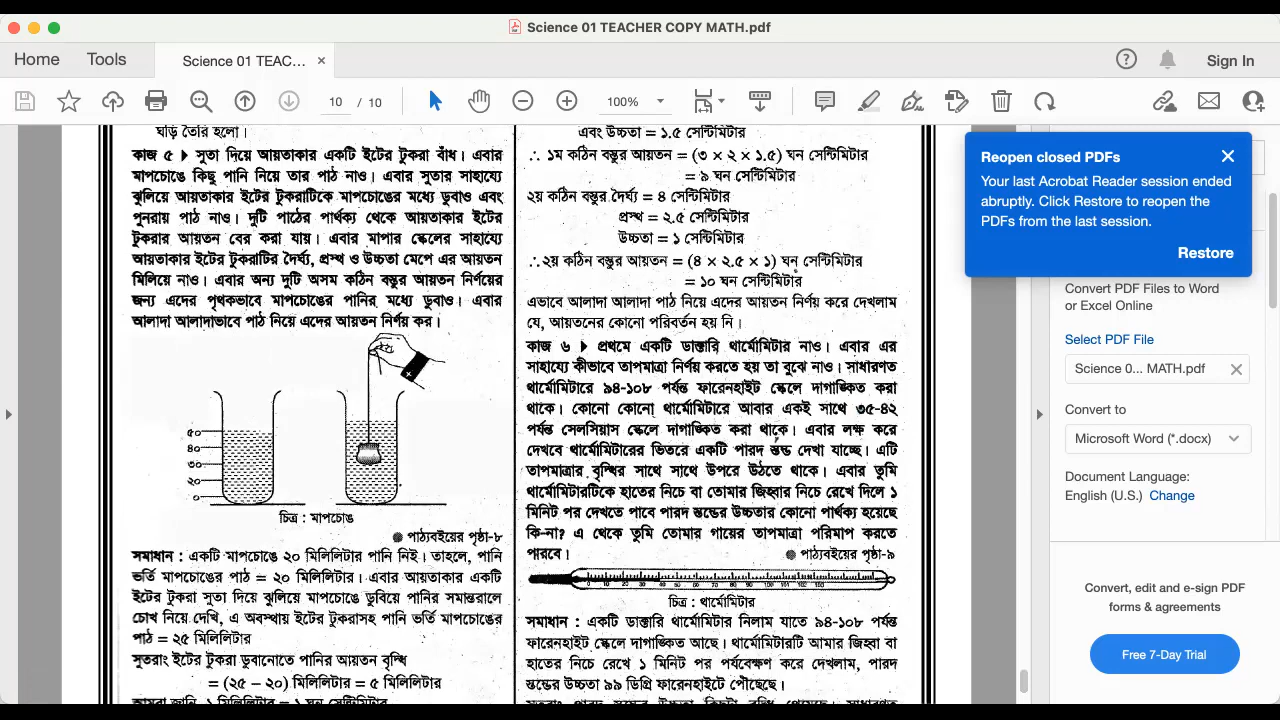 Science 01 TEACHER COPY MATH.pdf
Home
Tools
Science 01 TEAC...
Sign In
10 / 10
100%
ঘড়ি তৈরি হলো।
কাজ ৫ ▶ সুতা দিয়ে আয়তাকার একটি ইটের টুকরা বাঁধ। এবার
মাপচোঙে কিছু পানি নিয়ে তার পাঠ নাও। এবার সুতার সাহায্যে
ঝুলিয়ে আয়তাকার ইটের টুকরাটিকে মাপচোঙের মধ্যে ডুবাও এবং
পুনরায় পাঠ নাও। দুটি পাঠের পার্থক্য থেকে আয়তাকার ইটের
টুকরার আয়তন বের করা যায়। এবার মাপার স্কেলের সাহায্যে
আয়তাকার ইটের টুকরাটির দৈর্ঘ্য, প্রস্থ ও উচ্চতা মেপে এর আয়তন
মিলিয়ে নাও। এবার অন্য দুটি অসম কঠিন বস্তুর আয়তন নির্ণয়ের
জন্য এদের পৃথকভাবে মাপচোঙের পানির মধ্যে ডুবাও। এবার
আলাদা আলাদাভাবে পাঠ নিয়ে এদের আয়তন নির্ণয় কর।
৫০
৪০
৩০
২০
০
চিত্র : মাপচোঙ
পাঠ্যবইয়ের পৃষ্ঠা-৮
সমাধান : একটি মাপচোঙে ২০ মিলিলিটার পানি নিই। তাহলে, পানি
ভর্তি মাপচোঙের পাঠ = ২০ মিলিলিটার। এবার আয়তাকার একটি
ইটের টুকরা সুতা দিয়ে ঝুলিয়ে মাপচোঙে ডুবিয়ে পানির সমান্তরালে
চোখ নিয়ে দেখি, এ অবস্থায় ইটের টুকরাসহ পানি ভর্তি মাপচোঙের
পাঠ = ২৫ মিলিলিটার
সুতরাং ইটের টুকরা ডুবানোতে পানির আয়তন বৃদ্ধি
= (২৫ – ২০) মিলিলিটার = ৫ মিলিলিটার
আমরা জানি, ১ মিলিলিটার = ১ ঘন সেন্টিমিটার
এবং উচ্চতা = ১.৫ সেন্টিমিটার
∴ ১ম কঠিন বস্তুর আয়তন = (৩ × ২ × ১.৫) ঘন সেন্টিমিটার
= ৯ ঘন সেন্টিমিটার
২য় কঠিন বস্তুর দৈর্ঘ্য = ৪ সেন্টিমিটার
প্রস্থ = ২.৫ সেন্টিমিটার
উচ্চতা = ১ সেন্টিমিটার
∴ ২য় কঠিন বস্তুর আয়তন = (৪ × ২.৫ × ১) ঘন সেন্টিমিটার
= ১০ ঘন সেন্টিমিটার
এভাবে আলাদা আলাদা পাঠ নিয়ে এদের আয়তন নির্ণয় করে দেখলাম
যে, আয়তনের কোনো পরিবর্তন হয় নি।
কাজ ৬ ▶ প্রথমে একটি ডাক্তারি থার্মোমিটার নাও। এবার এর
সাহায্যে কীভাবে তাপমাত্রা নির্ণয় করতে হয় তা বুঝে নাও। সাধারণত
থার্মোমিটারে ৯৪-১০৮ পর্যন্ত ফারেনহাইট স্কেলে দাগাঙ্কিত করা
থাকে। কোনো কোনো থার্মোমিটারে আবার একই সাথে ৩৫-৪২
পর্যন্ত সেলসিয়াস স্কেলে দাগাঙ্কিত করা থাকে। এবার লক্ষ করে
দেখবে থার্মোমিটারের ভিতরে একটি পারদ স্তম্ভ দেখা যাচ্ছে। এটি
তাপমাত্রার বৃদ্ধির সাথে সাথে উপরে উঠতে থাকে। এবার তুমি
থার্মোমিটারটিকে হাতের নিচে বা তোমার জিহ্বার নিচে রেখে দিলে ১
মিনিট পর দেখতে পাবে পারদ স্তম্ভের উচ্চতার কোনো পার্থক্য হয়েছে
কি-না? এ থেকে তুমি তোমার গায়ের তাপমাত্রা পরিমাপ করতে
পারবে।
পাঠ্যবইয়ের পৃষ্ঠা-৯
চিত্র : থার্মোমিটার
সমাধান : একটি ডাক্তারি থার্মোমিটার নিলাম যাতে ৯৪-১০৮ পর্যন্ত
ফারেনহাইট স্কেলে দাগাঙ্কিত আছে। থার্মোমিটারটি আমার জিহ্বা বা
হাতের নিচে রেখে ১ মিনিট পর পর্যবেক্ষণ করে দেখলাম, পারদ
স্তম্ভের উচ্চতা ৯৯ ডিগ্রি ফারেনহাইটে পৌছেছে।
Reopen closed PDFs
Your last Acrobat Reader session ended
abruptly. Click Restore to reopen the
PDFs from the last session.
Restore
Convert PDF Files to Word
or Excel Online
Select PDF File
Science 0... MATH.pdf
Convert to
Microsoft Word (*.docx)
Document Language:
English (U.S.) Change
Convert, edit and e-sign PDF
forms & agreements
Free 7-Day Trial